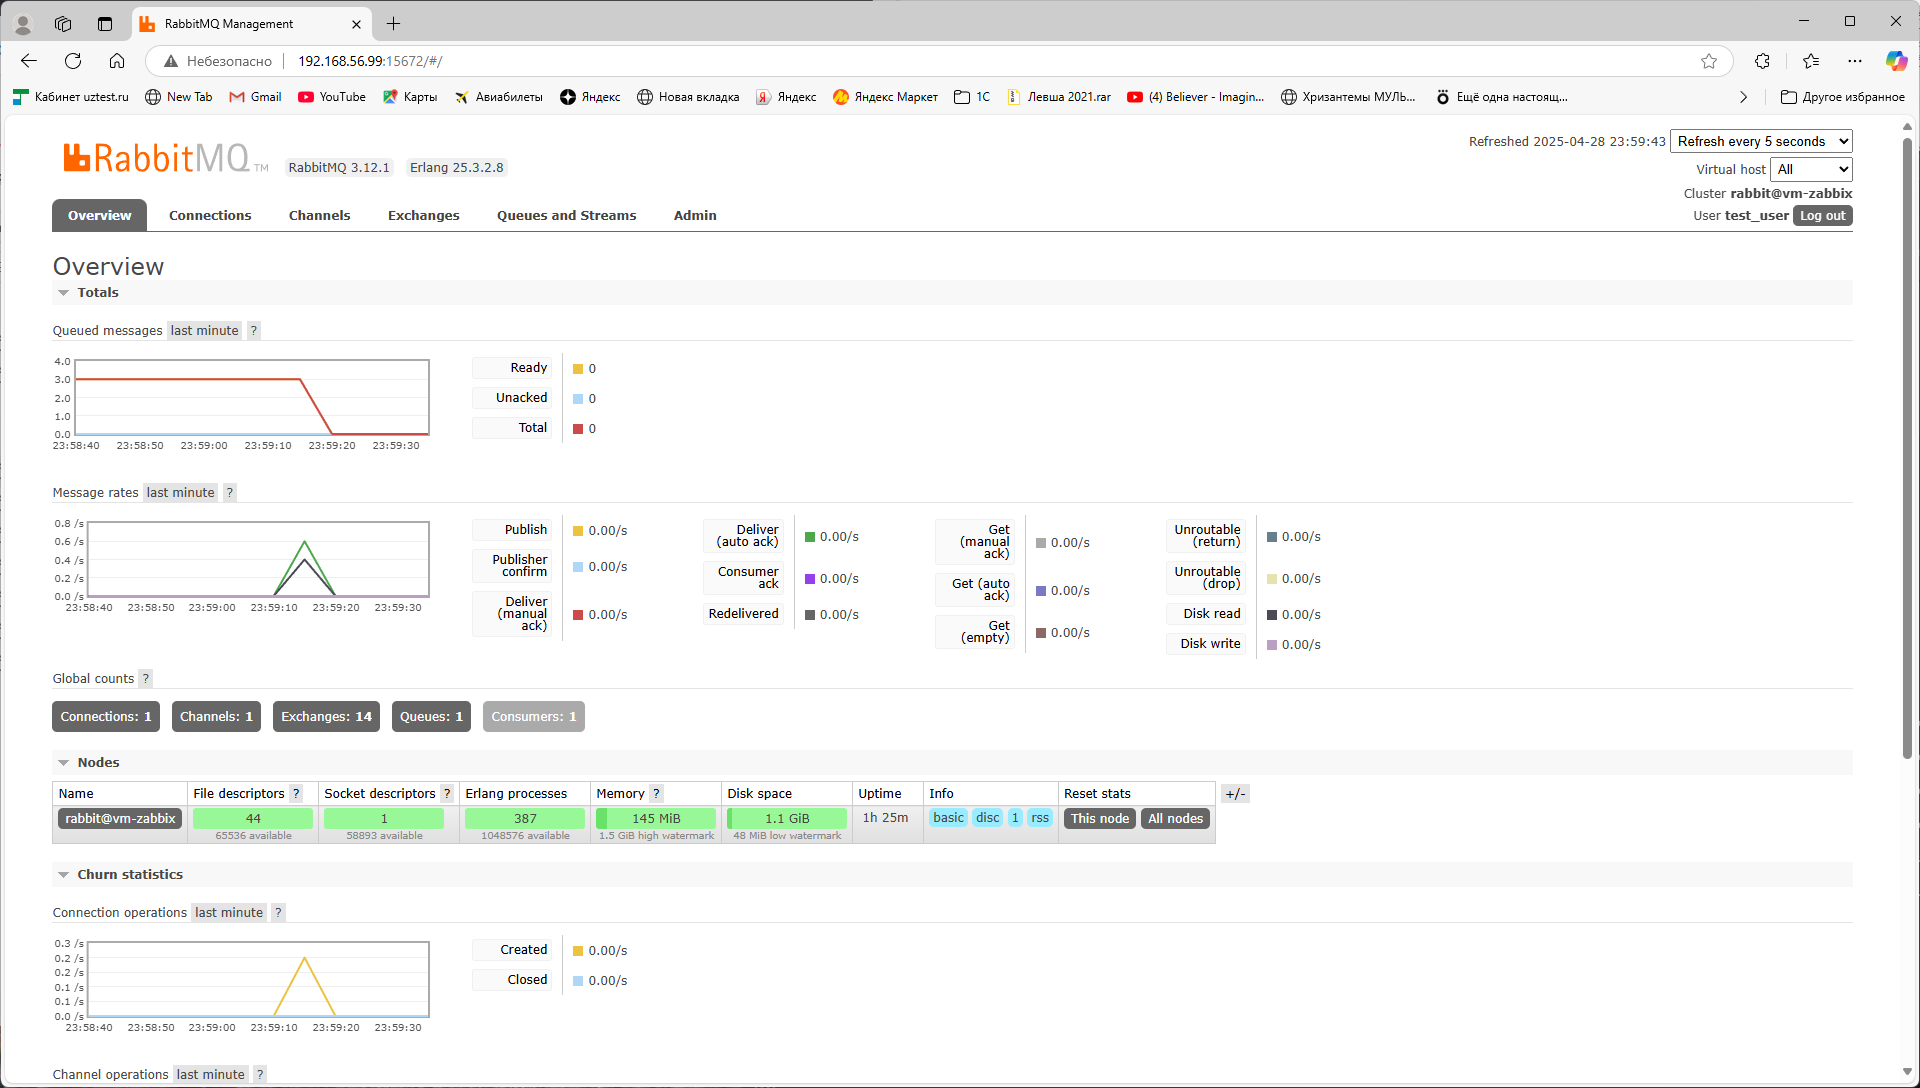 RabbitMQ Management
Небезопасно 192.168.56.99:15672/#/
Кабинет uztest.ru New Tab Gmail YouTube Карты Авиабилеты Яндекс Новая вкладка Яндекс Яндекс Маркет 1С Левша 2021.rar (4) Believer - Imagin... Хризантемы МУЛЬ... Ещё одна настоящ... Другое избранное
Refreshed 2025-04-28 23:59:43 Refresh every 5 seconds
RabbitMQ TM RabbitMQ 3.12.1 Erlang 25.3.2.8
Virtual host All
Cluster rabbit@vm-zabbix
User test_user Log out
Overview Connections Channels Exchanges Queues and Streams Admin
Overview
Totals
Queued messages last minute ?
4.0
3.0
2.0
1.0
0.0
23:58:40 23:58:50 23:59:00 23:59:10 23:59:20 23:59:30
Ready 0
Unacked 0
Total 0
Message rates last minute ?
0.8 /s
0.6 /s
0.4 /s
0.2 /s
0.0 /s
23:58:40 23:58:50 23:59:00 23:59:10 23:59:20 23:59:30
Publish 0.00/s
Publisher
confirm 0.00/s
Deliver
(manual
ack) 0.00/s
Deliver
(auto ack) 0.00/s
Consumer
ack 0.00/s
Redelivered 0.00/s
Get
(manual
ack) 0.00/s
Get (auto
ack) 0.00/s
Get
(empty) 0.00/s
Unroutable
(return) 0.00/s
Unroutable
(drop) 0.00/s
Disk read 0.00/s
Disk write 0.00/s
Global counts ?
Connections: 1 Channels: 1 Exchanges: 14 Queues: 1 Consumers: 1
Nodes
Name File descriptors ? Socket descriptors ? Erlang processes Memory ? Disk space Uptime Info Reset stats +/-
rabbit@vm-zabbix 44 1 387 145 MiB 1.1 GiB 1h 25m basic disc 1 rss This node All nodes
65536 available 58893 available 1048576 available 1.5 GiB high watermark 48 MiB low watermark
Churn statistics
Connection operations last minute ?
0.3 /s
0.2 /s
0.2 /s
0.1 /s
0.1 /s
0.0 /s
23:58:40 23:58:50 23:59:00 23:59:10 23:59:20 23:59:30
Created 0.00/s
Closed 0.00/s
Channel operations last minute ?